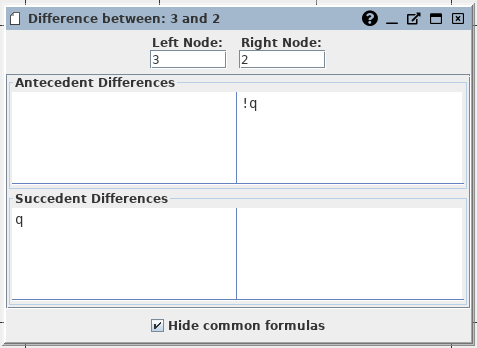 Difference between: 3 and 2
Left Node: Right Node:
3 2
Antecedent Differences
!q
Succedent Differences
q
Hide common formulas